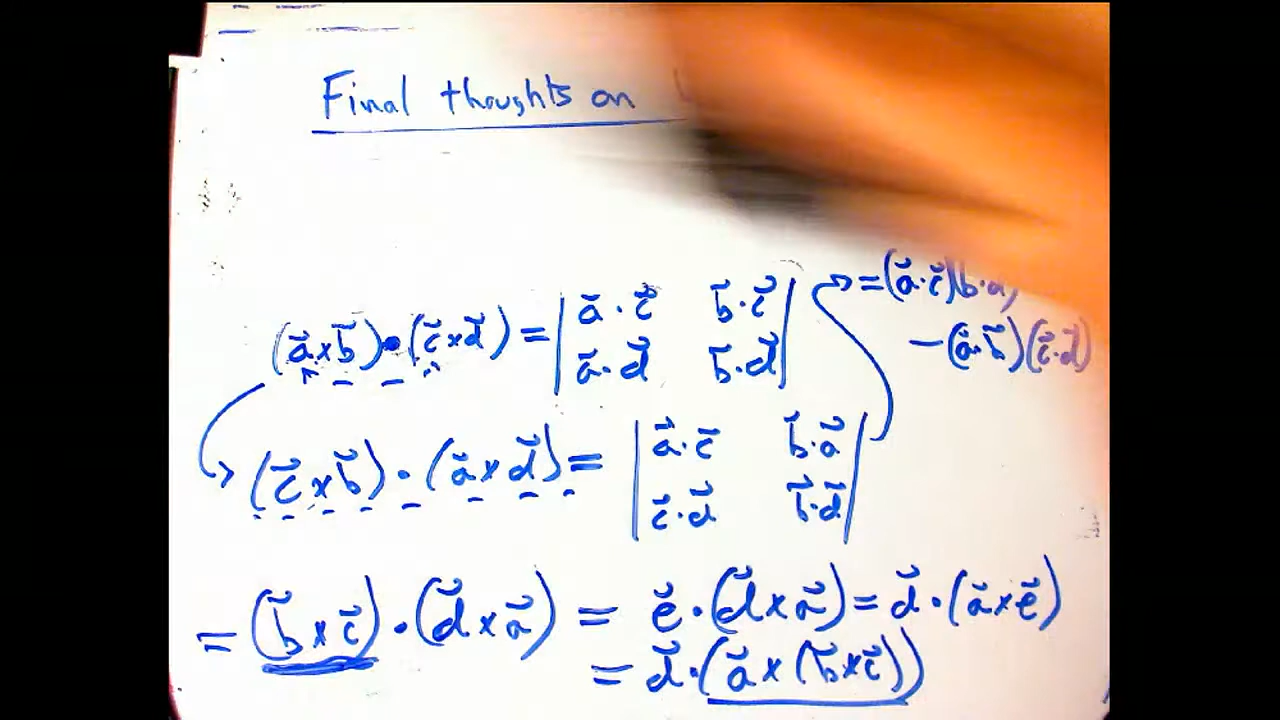 Final thoughts on
(a⃗×b⃗)•(c⃗×d⃗) = | a⃗·c⃗ b⃗·c⃗ |
| a⃗·d⃗ b⃗·d⃗ |
= (a⃗·c⃗)(b·d)
−(a⃗·b⃗)(c⃗·d⃗)
(c⃗×b⃗)·(a⃗×d⃗) = | a⃗·c⃗ b⃗·a⃗ |
| c⃗·d⃗ b⃗·d⃗ |
= (b⃗×c⃗)·(d⃗×a⃗) = e⃗·(d⃗×a⃗) = d⃗·(a⃗×e⃗)
= d⃗·(a⃗×(b⃗×c⃗))